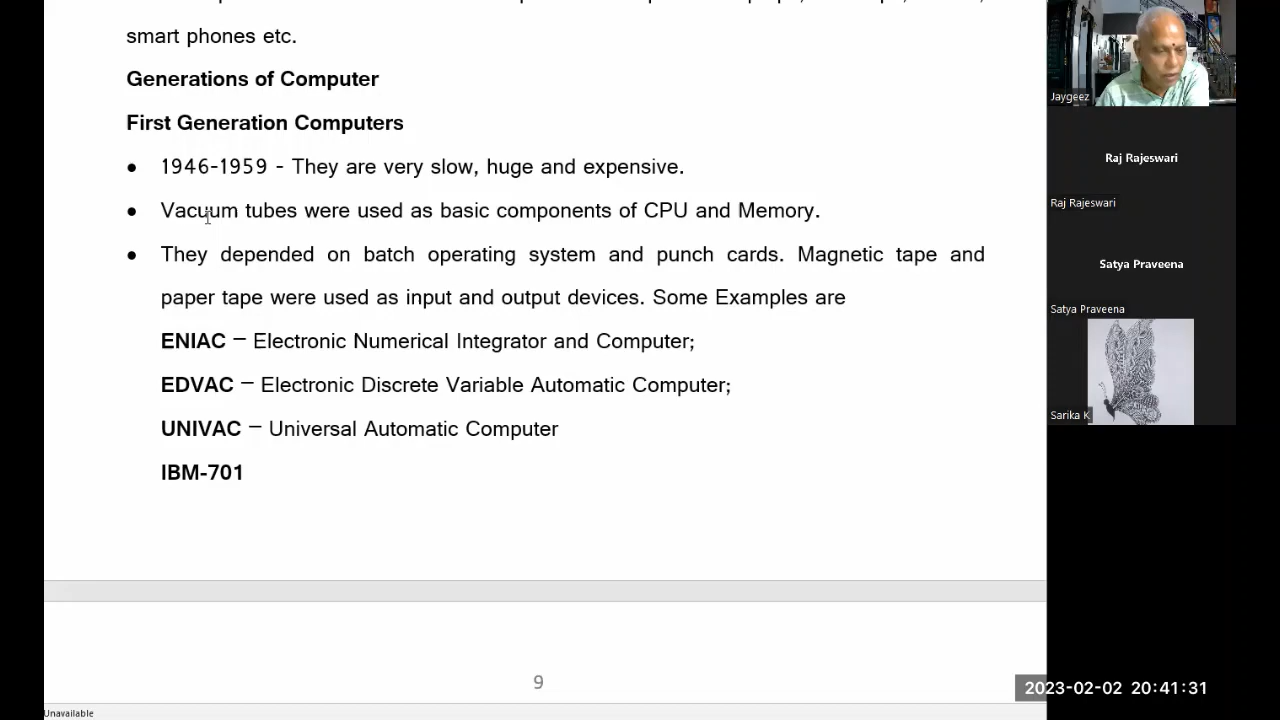 smart phones etc.
Generations of Computer
First Generation Computers
• 1946-1959 - They are very slow, huge and expensive.
• Vacuum tubes were used as basic components of CPU and Memory.
• They depended on batch operating system and punch cards. Magnetic tape and
paper tape were used as input and output devices. Some Examples are
ENIAC – Electronic Numerical Integrator and Computer;
EDVAC – Electronic Discrete Variable Automatic Computer;
UNIVAC – Universal Automatic Computer
IBM-701
9
Unavailable
Jaygeez
Raj Rajeswari
Raj Rajeswari
Satya Praveena
Satya Praveena
Sarika K
2023-02-02 20:41:31